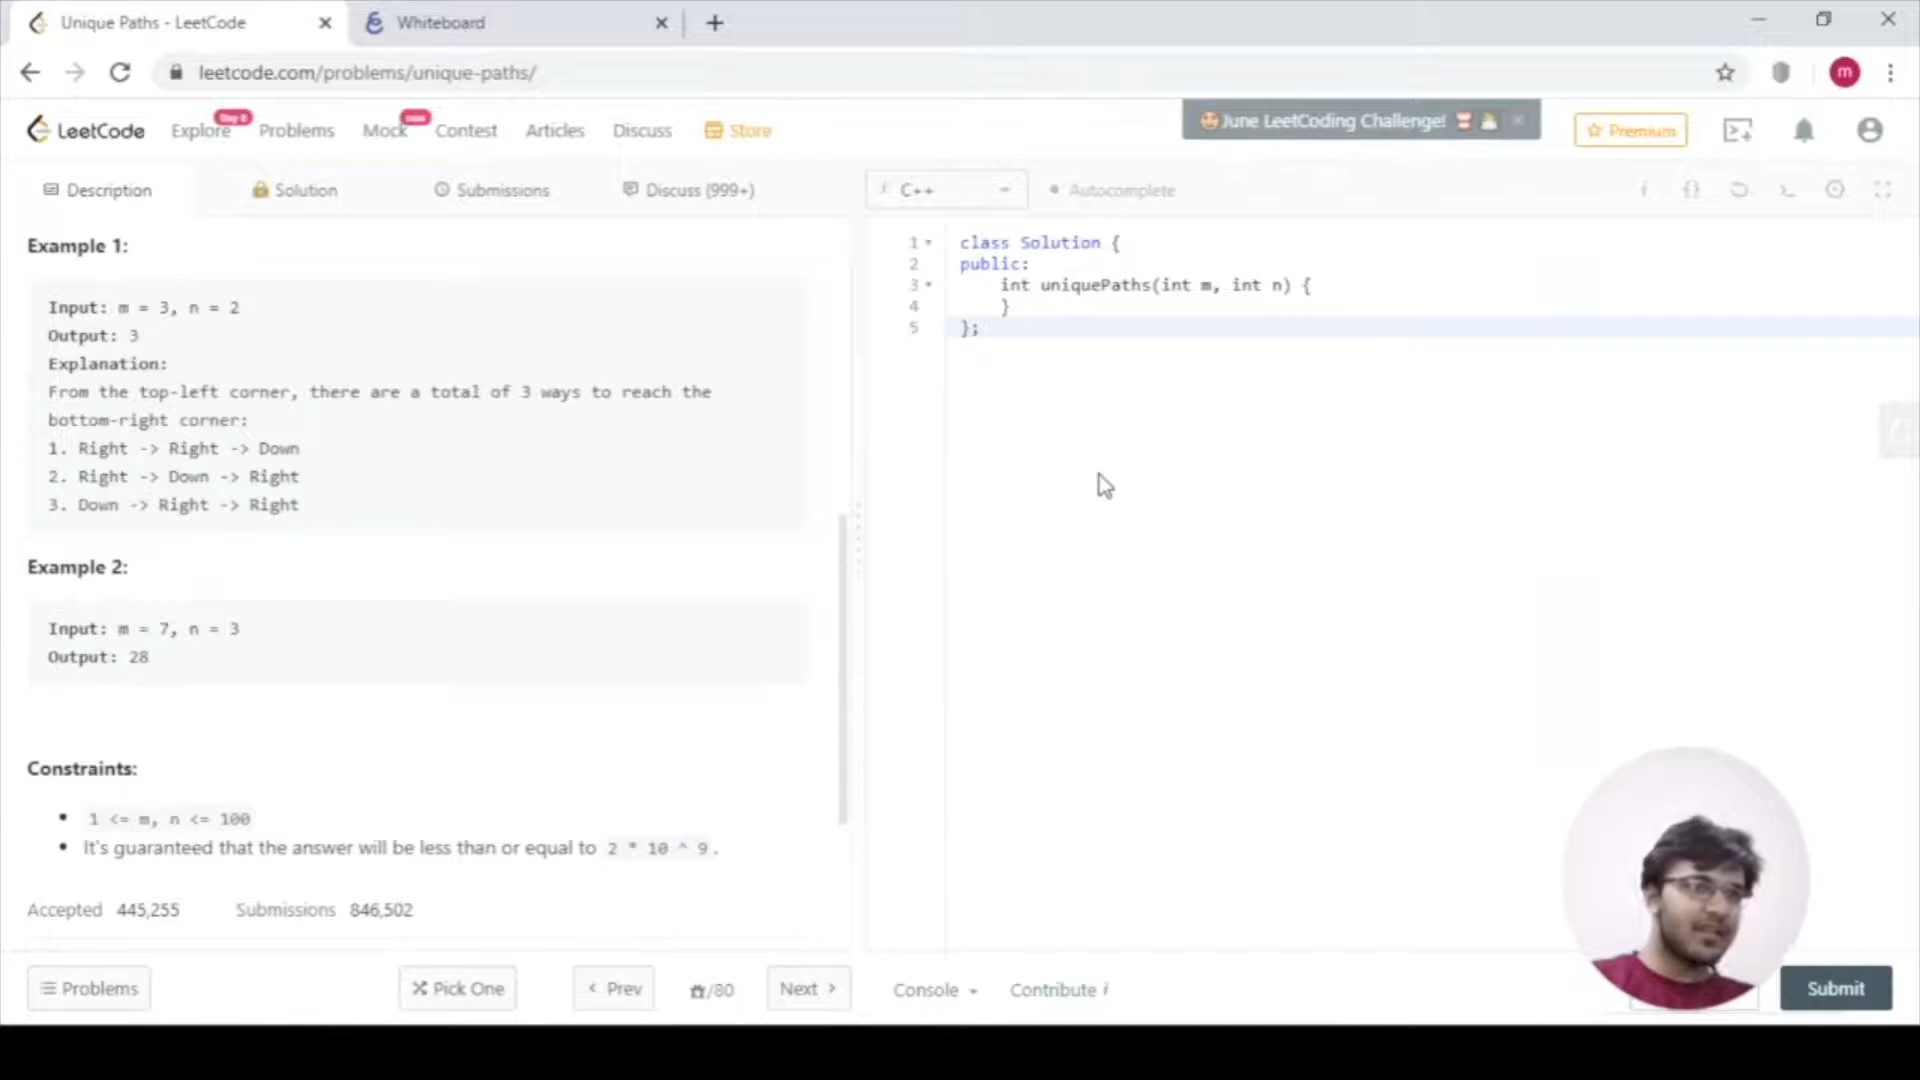 Unique Paths - LeetCode
Whiteboard
leetcode.com/problems/unique-paths/
m
LeetCode Explore Problems Mock Contest Articles Discuss Store
June LeetCoding Challenge!
Premium
Description Solution Submissions Discuss (999+)
C++ Autocomplete
Example 1:
Input: m = 3, n = 2
Output: 3
Explanation:
From the top-left corner, there are a total of 3 ways to reach the
bottom-right corner:
1. Right -> Right -> Down
2. Right -> Down -> Right
3. Down -> Right -> Right
Example 2:
Input: m = 7, n = 3
Output: 28
Constraints:
1 <= m, n <= 100
It's guaranteed that the answer will be less than or equal to 2 * 10 ^ 9.
Accepted 445,255 Submissions 846,502
Problems Pick One Prev /80 Next
1 class Solution {
2 public:
3 int uniquePaths(int m, int n) {
4 }
5 };
Console Contribute i
Submit